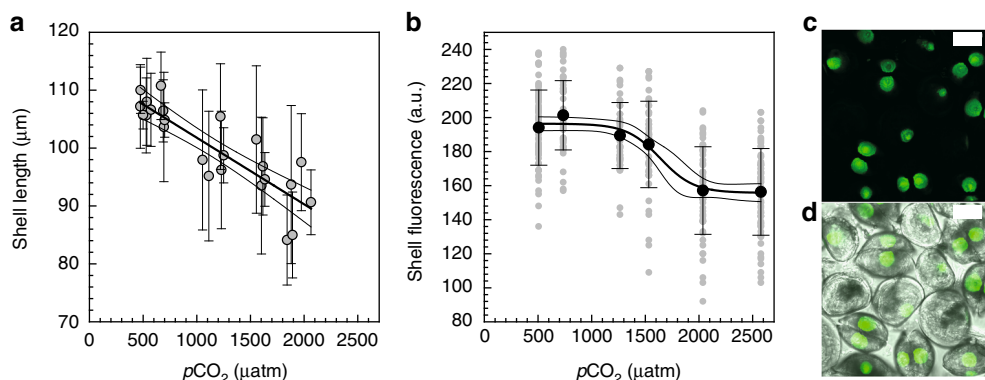 a
120
110
100
90
80
70
Shell length (μm)
0 500 1000 1500 2000 2500
pCO₂ (μatm)
b
240
220
200
180
160
140
120
100
80
Shell fluorescence (a.u.)
0 500 1000 1500 2000 2500
pCO₂ (μatm)
c
d